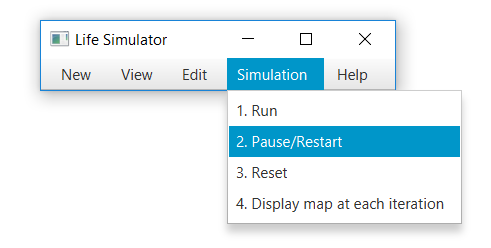 Life Simulator
New View Edit Simulation Help
1. Run
2. Pause/Restart
3. Reset
4. Display map at each iteration